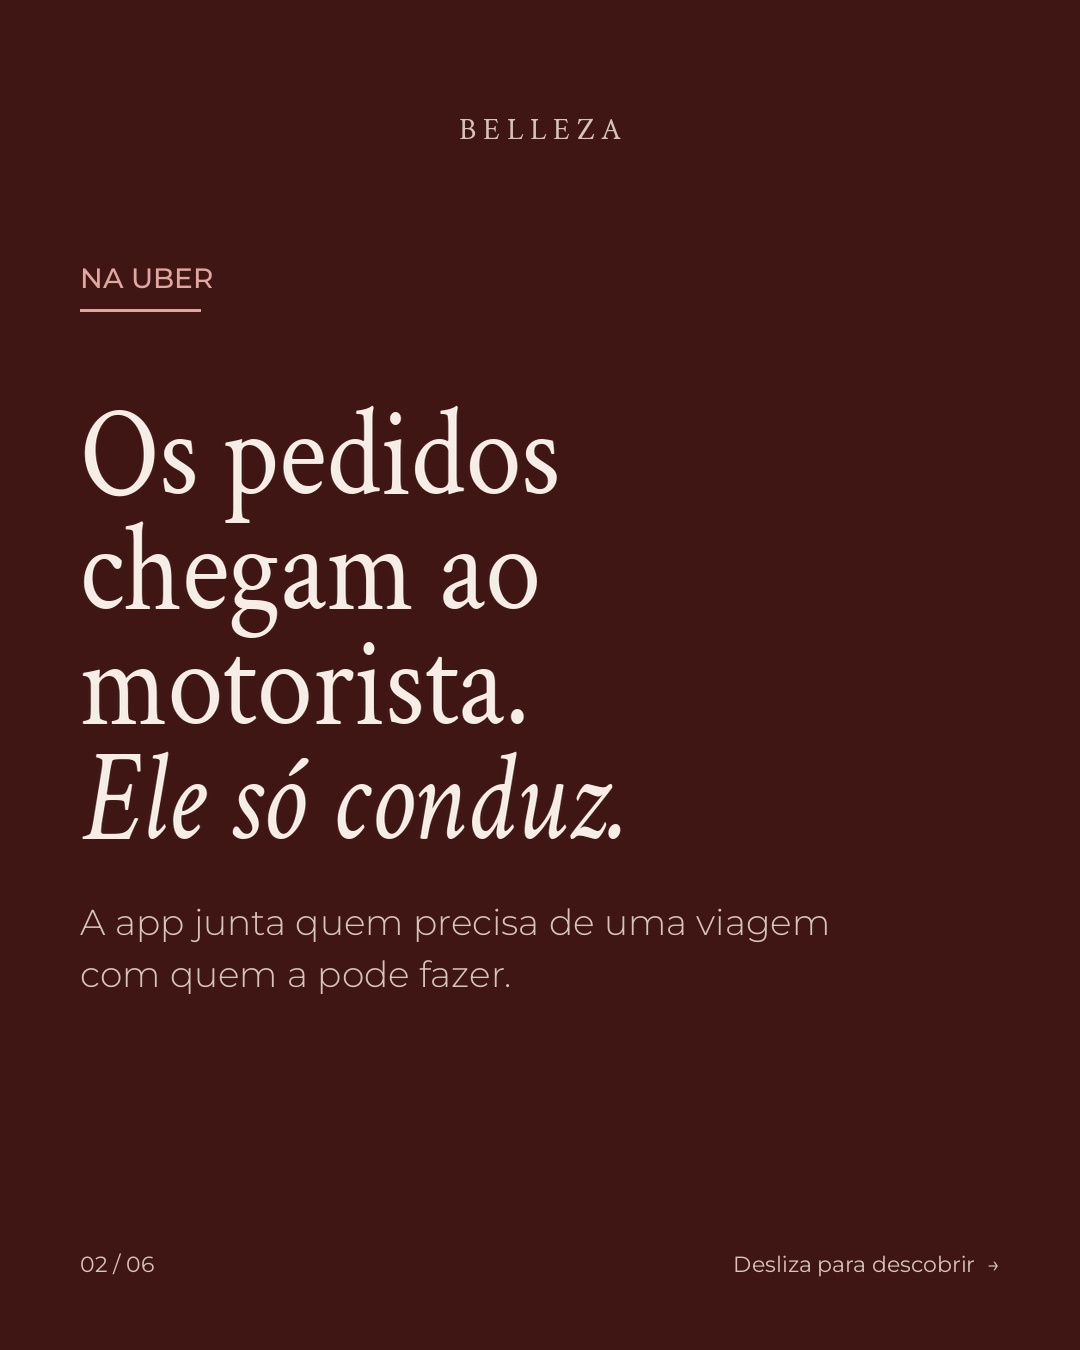 BELLEZA
NA UBER
Os pedidos
chegam ao
motorista.
Ele só conduz.
A app junta quem precisa de uma viagem
com quem a pode fazer.
02 / 06
Desliza para descobrir →